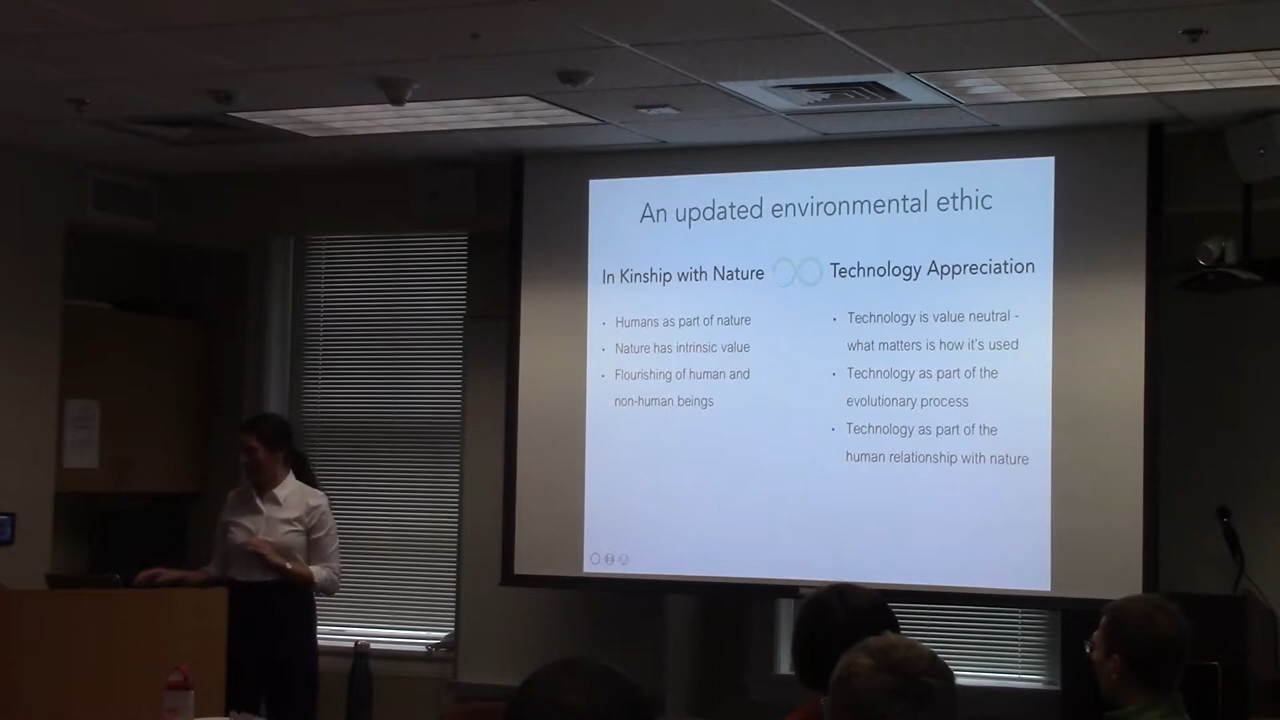 An updated environmental ethic
In Kinship with Nature
Technology Appreciation
• Humans as part of nature
• Nature has intrinsic value
• Flourishing of human and
non-human beings
• Technology is value neutral -
what matters is how it's used
• Technology as part of the
evolutionary process
• Technology as part of the
human relationship with nature